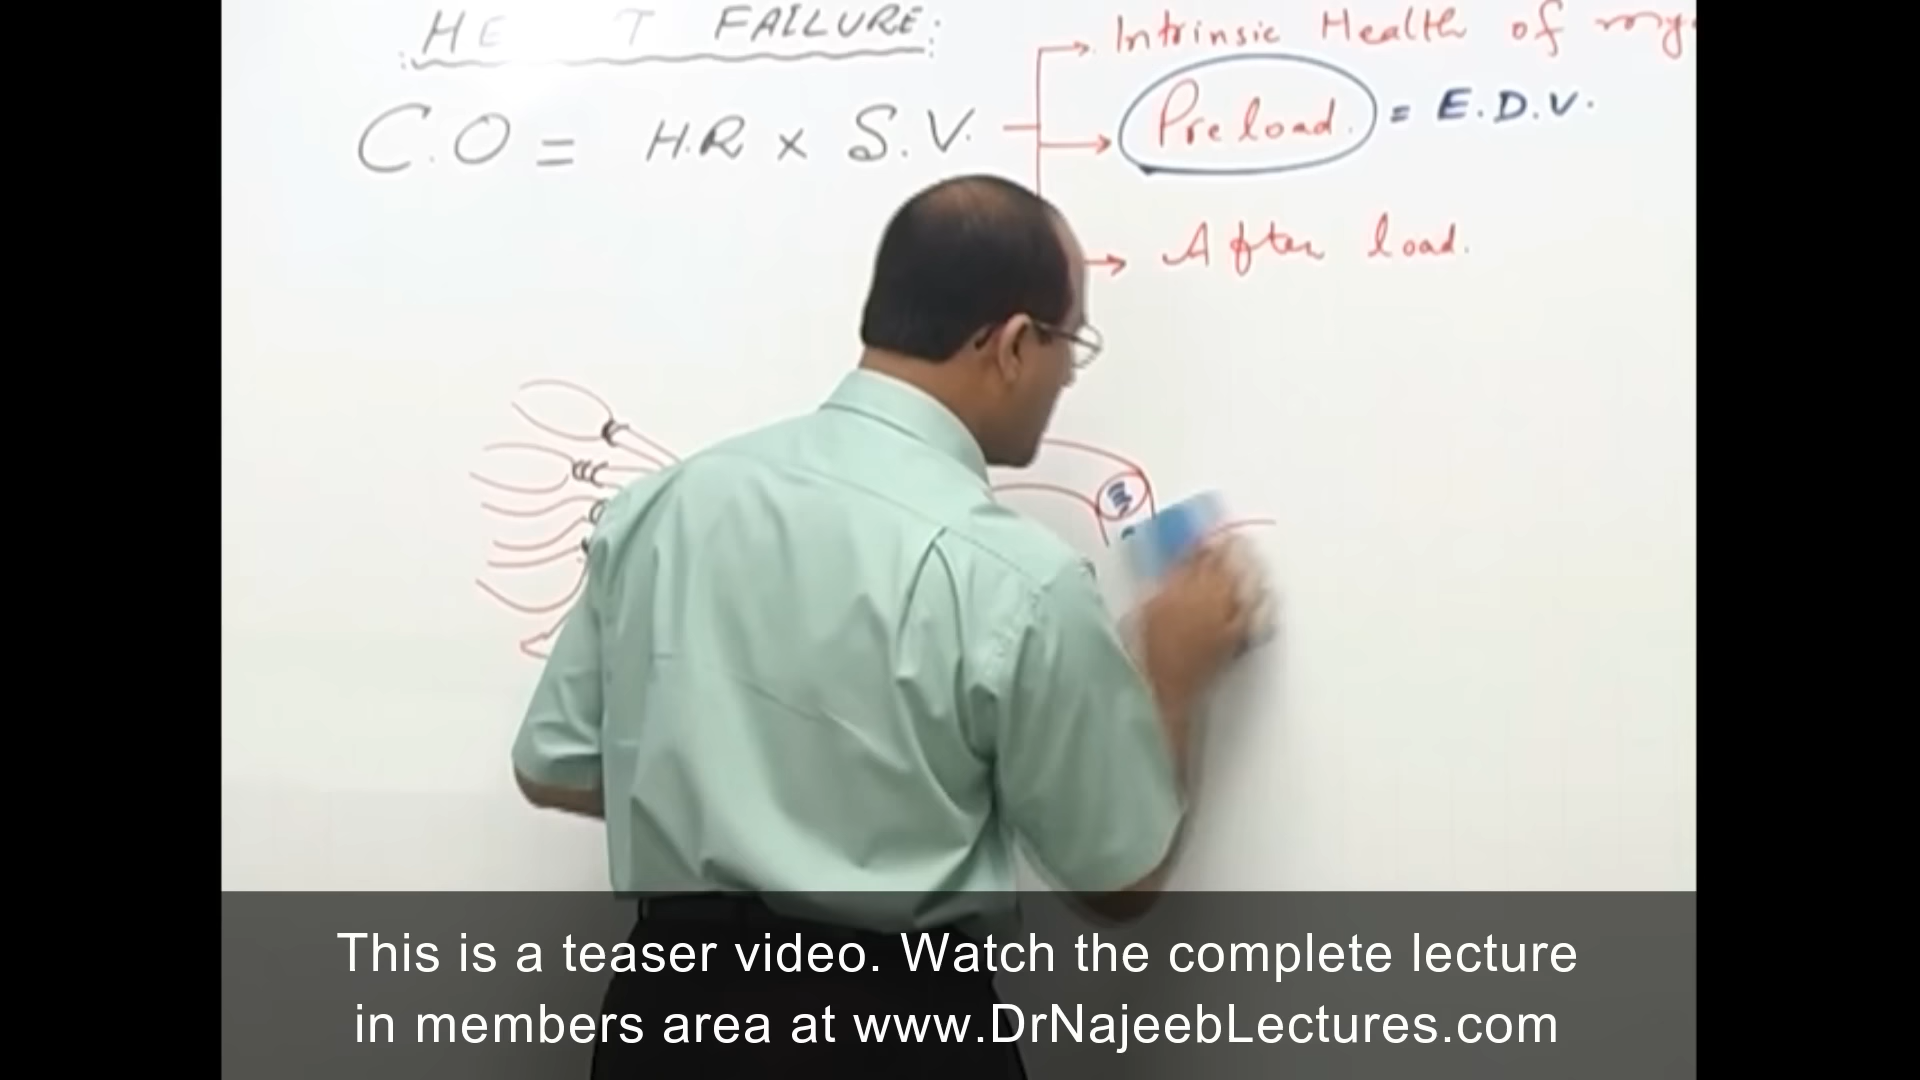 HE T FAILURE:
Intrinsic Health of my
C.O = H.R x S.V.
Preload. = E.D.V.
After load.
This is a teaser video. Watch the complete lecture
in members area at www.DrNajeebLectures.com